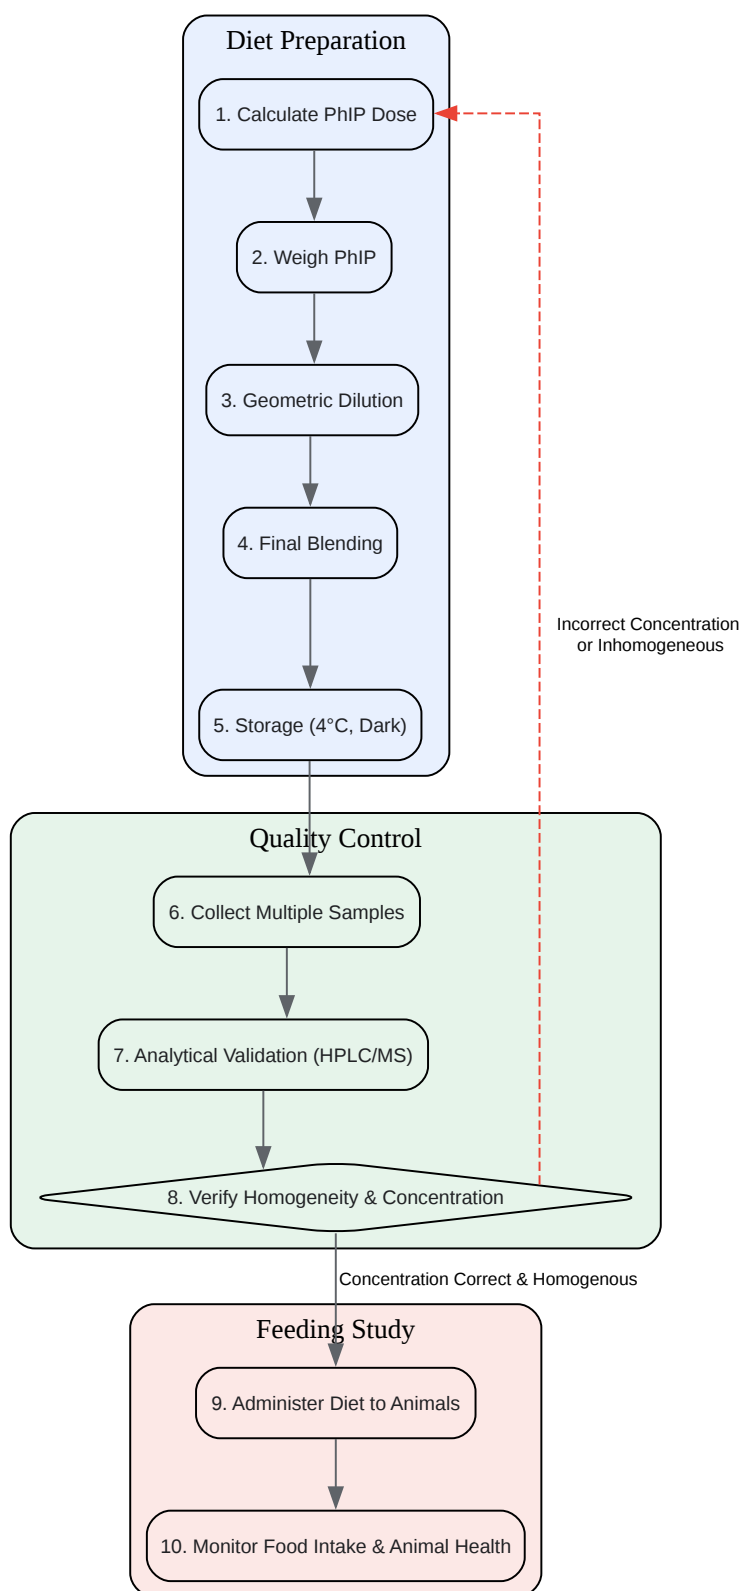 Diet Preparation
1. Calculate PhIP Dose
2. Weigh PhIP
3. Geometric Dilution
4. Final Blending
Incorrect Concentration
or Inhomogeneous
5. Storage (4°C, Dark)
Quality Control
6. Collect Multiple Samples
7. Analytical Validation (HPLC/MS)
8. Verify Homogeneity & Concentration
Concentration Correct & Homogenous
Feeding Study
9. Administer Diet to Animals
10. Monitor Food Intake & Animal Health